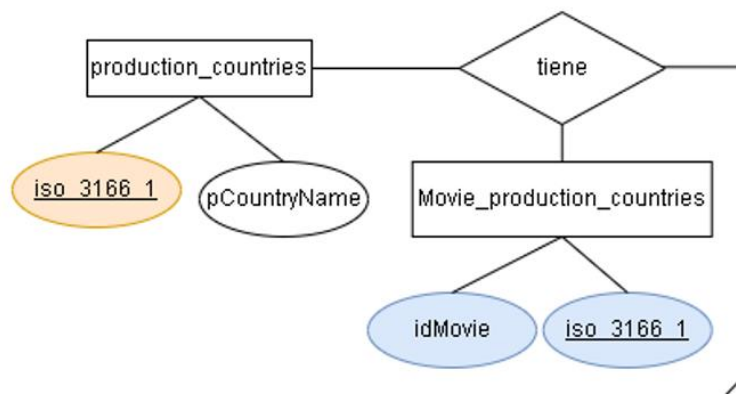 production_countries
tiene
iso_3166_1
pCountryName
Movie_production_countries
idMovie
iso_3166_1